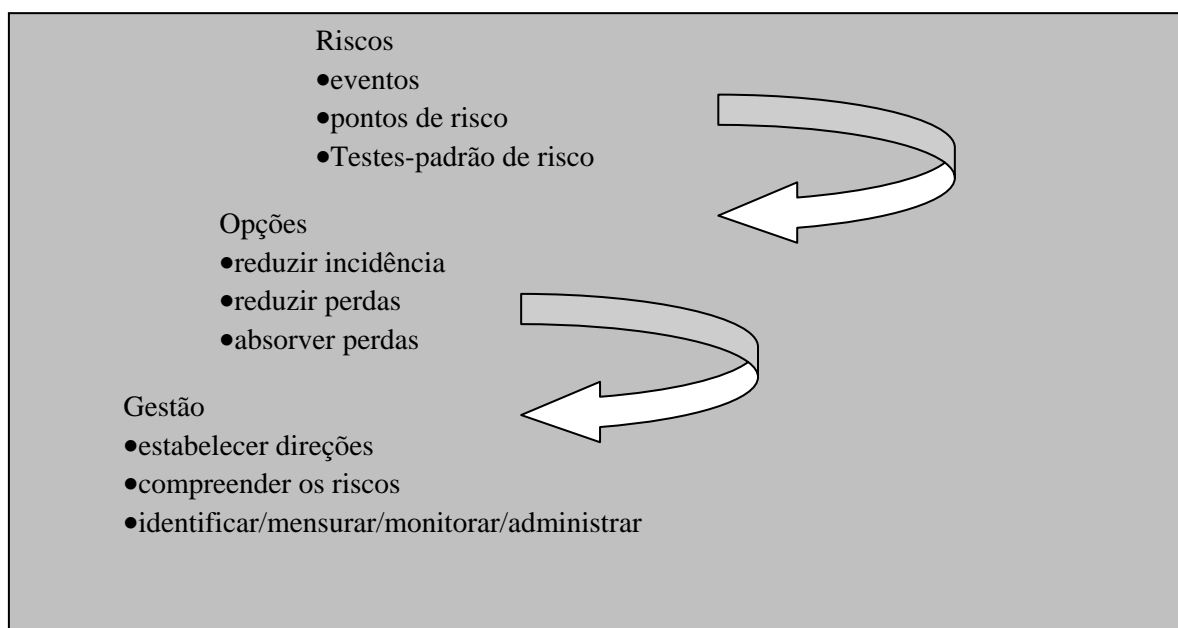 Riscos
•eventos
•pontos de risco
•Testes-padrão de risco
Opções
•reduzir incidência
•reduzir perdas
•absorver perdas
Gestão
•estabelecer direções
•compreender os riscos
•identificar/mensurar/monitorar/administrar